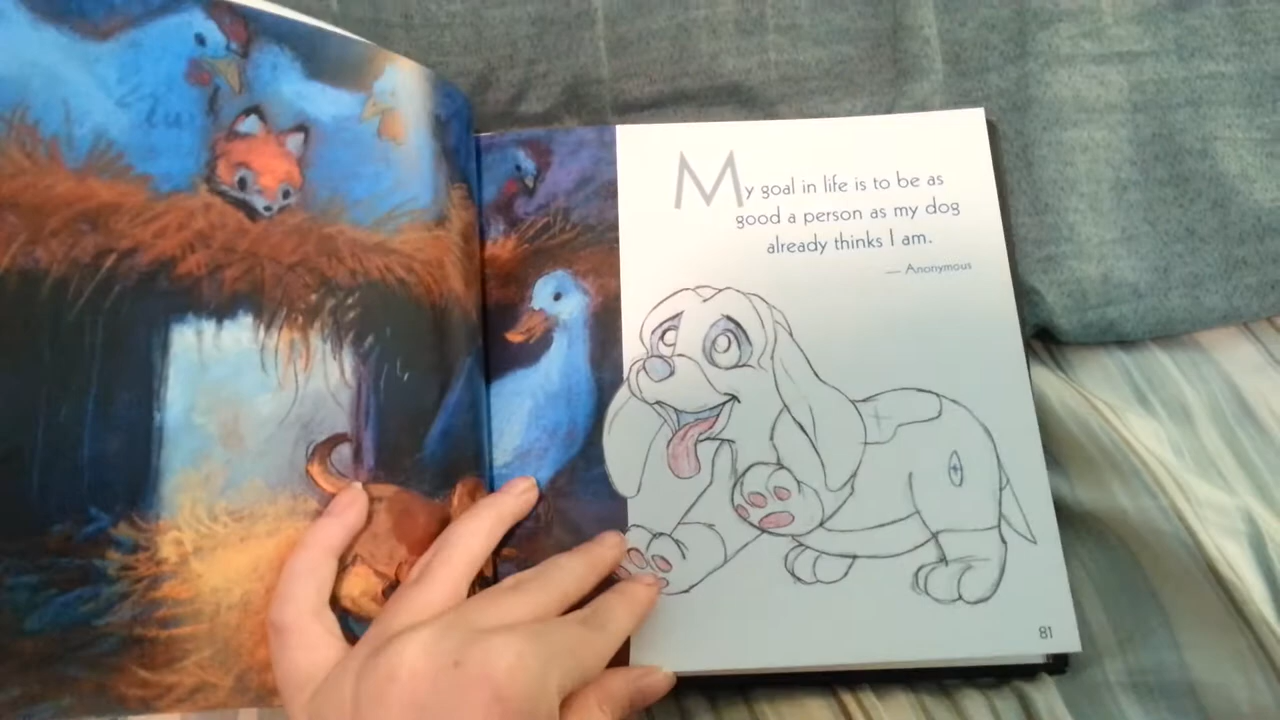 My goal in life is to be as
good a person as my dog
already thinks I am.
— Anonymous
81